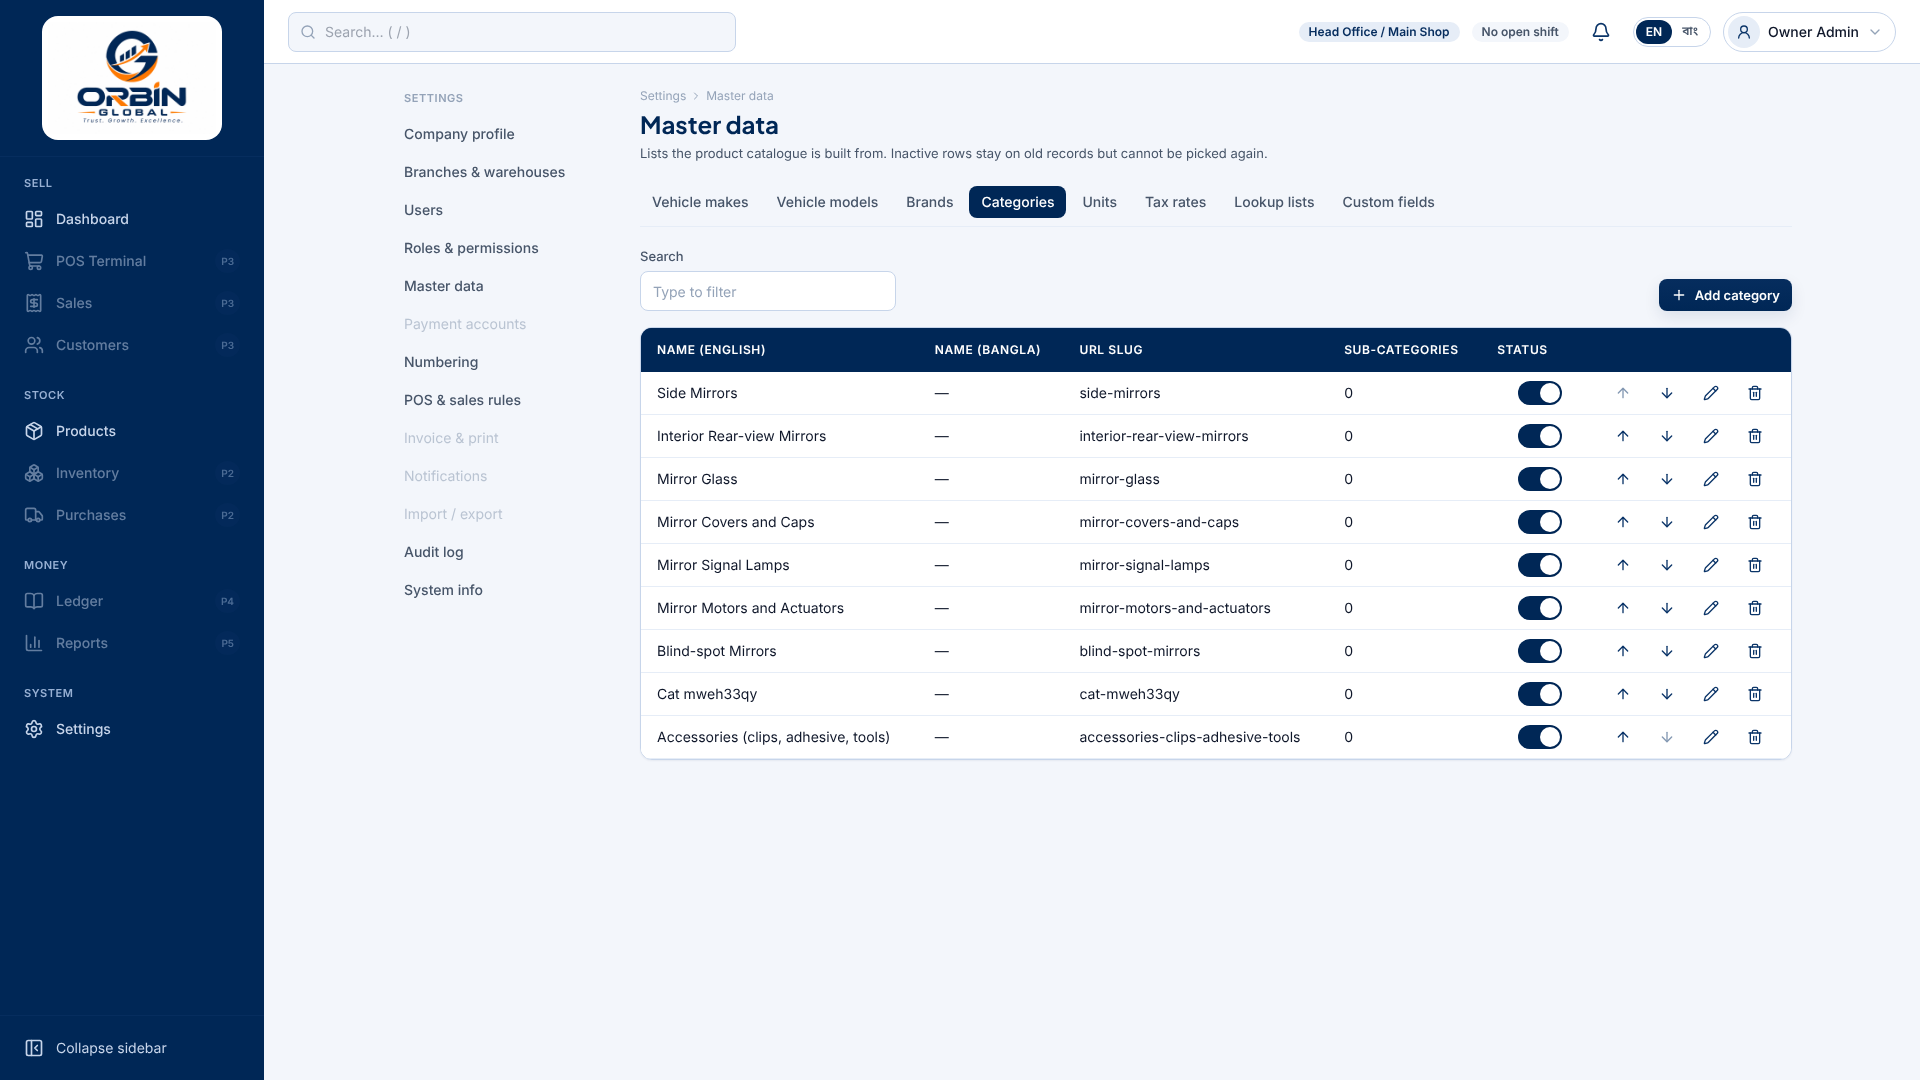 ORBIN
GLOBAL
Trust. Growth. Excellence.
SELL
Dashboard
POS Terminal P3
Sales P3
Customers P3
STOCK
Products
Inventory P2
Purchases P2
MONEY
Ledger P4
Reports P5
SYSTEM
Settings
Collapse sidebar
Search... ( / )
Head Office / Main Shop
No open shift
EN বাং
Owner Admin
SETTINGS
Company profile
Branches & warehouses
Users
Roles & permissions
Master data
Payment accounts
Numbering
POS & sales rules
Invoice & print
Notifications
Import / export
Audit log
System info
Settings > Master data
Master data
Lists the product catalogue is built from. Inactive rows stay on old records but cannot be picked again.
Vehicle makes Vehicle models Brands Categories Units Tax rates Lookup lists Custom fields
Search
Type to filter
+ Add category
NAME (ENGLISH) NAME (BANGLA) URL SLUG SUB-CATEGORIES STATUS
Side Mirrors — side-mirrors 0
Interior Rear-view Mirrors — interior-rear-view-mirrors 0
Mirror Glass — mirror-glass 0
Mirror Covers and Caps — mirror-covers-and-caps 0
Mirror Signal Lamps — mirror-signal-lamps 0
Mirror Motors and Actuators — mirror-motors-and-actuators 0
Blind-spot Mirrors — blind-spot-mirrors 0
Cat mweh33qy — cat-mweh33qy 0
Accessories (clips, adhesive, tools) — accessories-clips-adhesive-tools 0